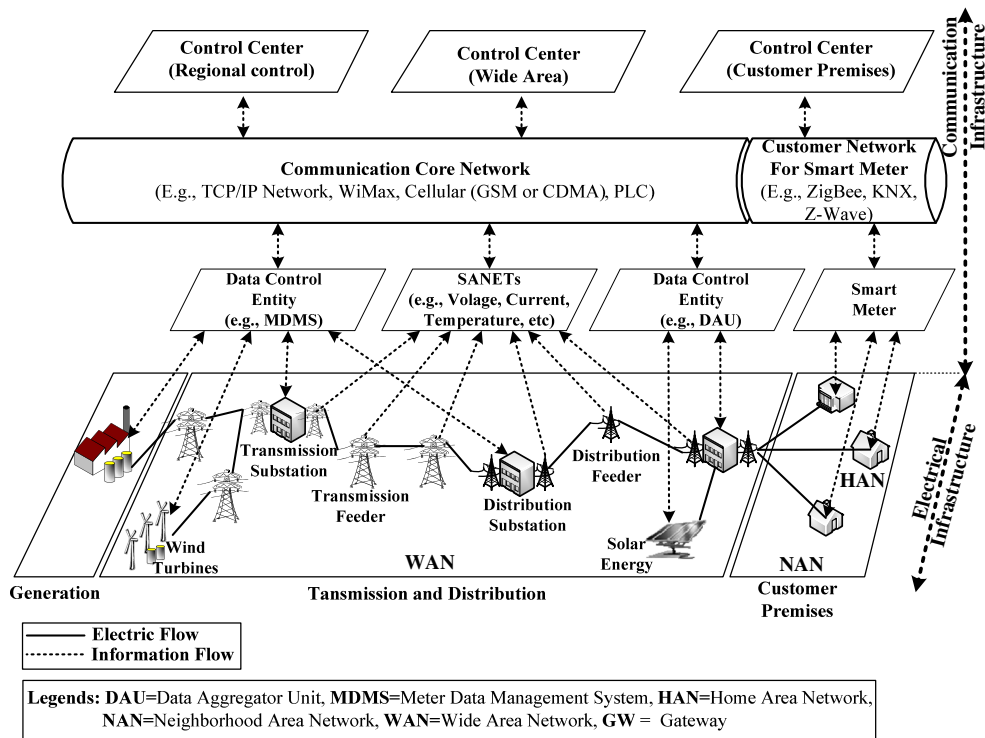 Control Center
(Regional control)
Control Center
(Wide Area)
Control Center
(Customer Premises)
Communication
Infrastructure
Communication Core Network
(E.g., TCP/IP Network, WiMax, Cellular (GSM or CDMA), PLC)
Customer Network
For Smart Meter
(E.g., ZigBee, KNX,
Z-Wave)
Data Control
Entity
(e.g., MDMS)
SANETs
(e.g., Volage, Current,
Temperature, etc)
Data Control
Entity
(e.g., DAU)
Smart
Meter
Transmission
Substation
Transmission
Feeder
Distribution
Substation
Distribution
Feeder
Wind
Turbines
WAN
Solar
Energy
HAN
NAN
Electrical
Infrastructure
Generation
Tansmission and Distribution
Customer
Premises
Electric Flow
Information Flow
Legends: DAU=Data Aggregator Unit, MDMS=Meter Data Management System, HAN=Home Area Network,
NAN=Neighborhood Area Network, WAN=Wide Area Network, GW = Gateway